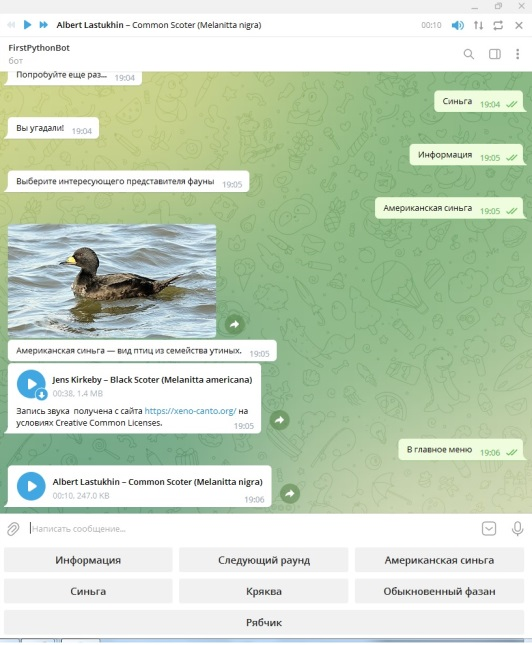 Albert Lastukhin – Common Scoter (Melanitta nigra)
00:10
FirstPythonBot
бот
Попробуйте еще раз... 19:04
Синьга 19:04
Вы угадали! 19:04
Информация 19:05
Выберите интересующего представителя фауны 19:05
Американская синьга 19:05
Американская синьга — вид птиц из семейства утиных. 19:05
Jens Kirkeby – Black Scoter (Melanitta americana)
00:38, 1.4 MB
Запись звука получена с сайта https://xeno-canto.org/ на
условиях Creative Common Licenses. 19:05
В главное меню 19:06
Albert Lastukhin – Common Scoter (Melanitta nigra)
00:10, 247.0 KB
19:06
Написать сообщение...
Информация
Следующий раунд
Американская синьга
Синьга
Кряква
Обыкновенный фазан
Рябчик